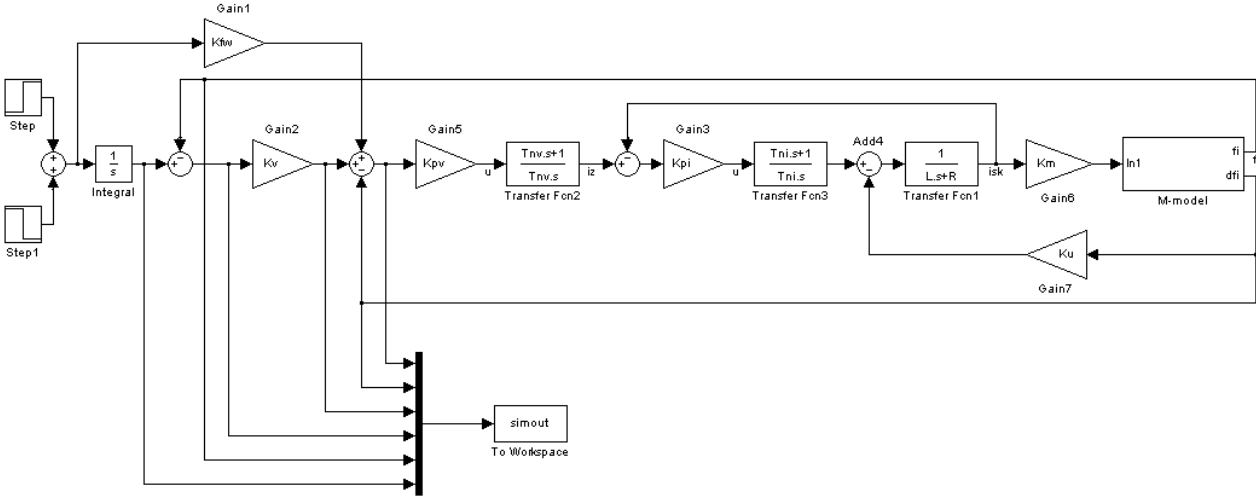 Gain1
Kfw
Step
+
+
1
s
Integral
+
−
Gain2
Kv
+
+
−
Gain5
Kpv
u
Tnv.s+1
Tnv.s
Transfer Fcn2
iz
+
−
Gain3
Kpi
u
Tni.s+1
Tni.s
Transfer Fcn3
Add4
+
−
1
L.s+R
Transfer Fcn1
isk
Km
Gain6
In1
fi
dfi
M-model
f
Step1
Ku
Gain7
simout
To Workspace